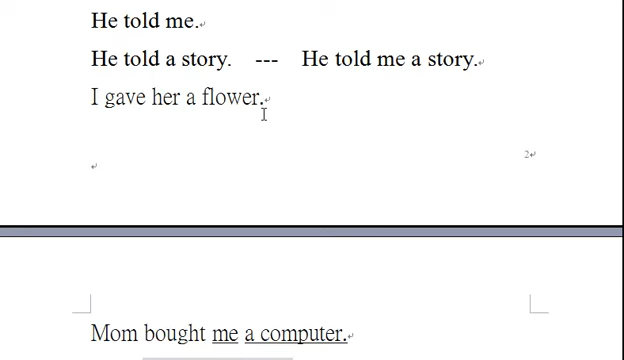 He told me.
He told a story. --- He told me a story.
I gave her a flower.
2
Mom bought me a computer.